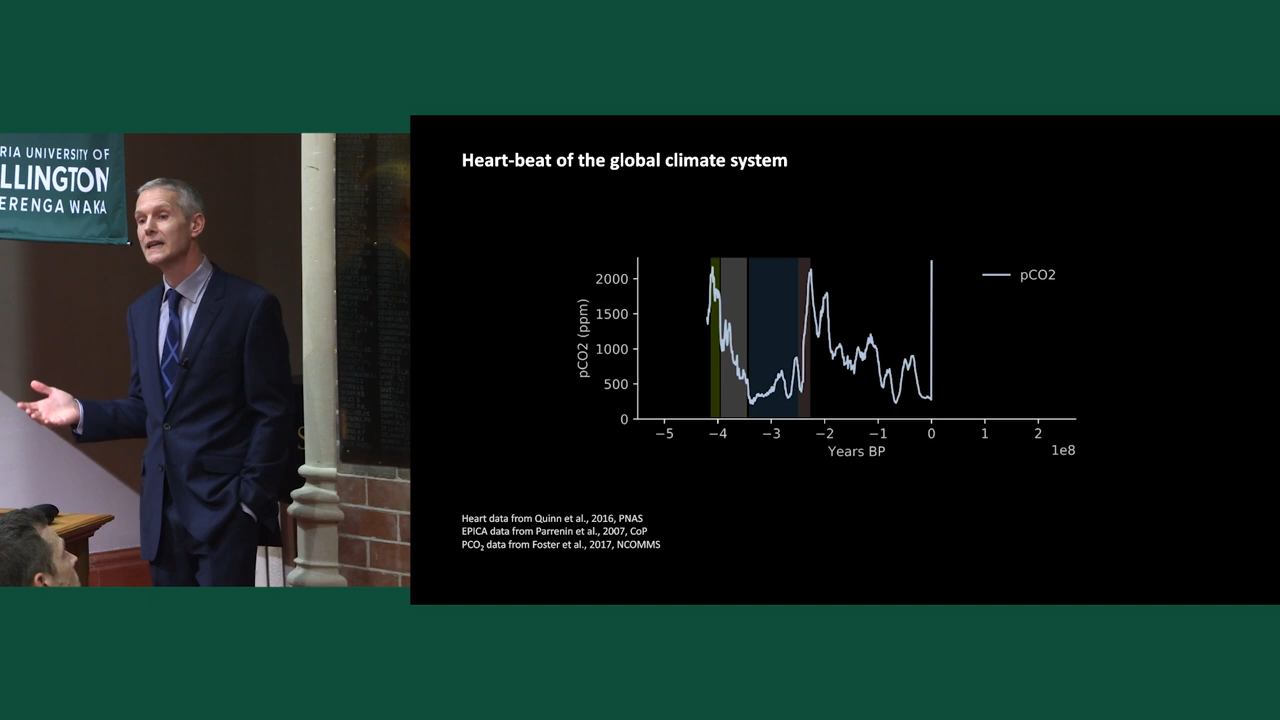 RIA UNIVERSITY OF
LLINGTON
ERENGA WAKA
Heart-beat of the global climate system
pCO2
pCO2 (ppm)
2000
1500
1000
500
0
−5 −4 −3 −2 −1 0 1 2
1e8
Years BP
Heart data from Quinn et al., 2016, PNAS
EPICA data from Parrenin et al., 2007, CoP
PCO₂ data from Foster et al., 2017, NCOMMS